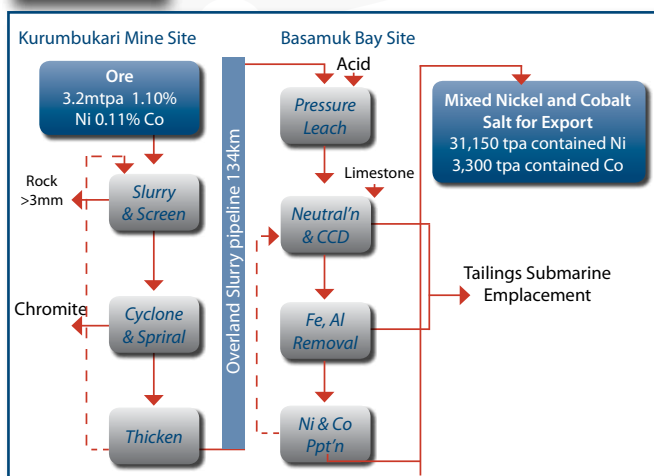 Kurumbukari Mine Site
Ore
3.2mtpa 1.10%
Ni 0.11% Co
Rock
>3mm
Slurry
& Screen
Chromite
Cyclone
& Spriral
Thicken
Overland Slurry pipeline 134km
Basamuk Bay Site
Acid
Pressure
Leach
Limestone
Neutral'n
& CCD
Fe, Al
Removal
Ni & Co
Ppt'n
Mixed Nickel and Cobalt
Salt for Export
31,150 tpa contained Ni
3,300 tpa contained Co
Tailings Submarine
Emplacement